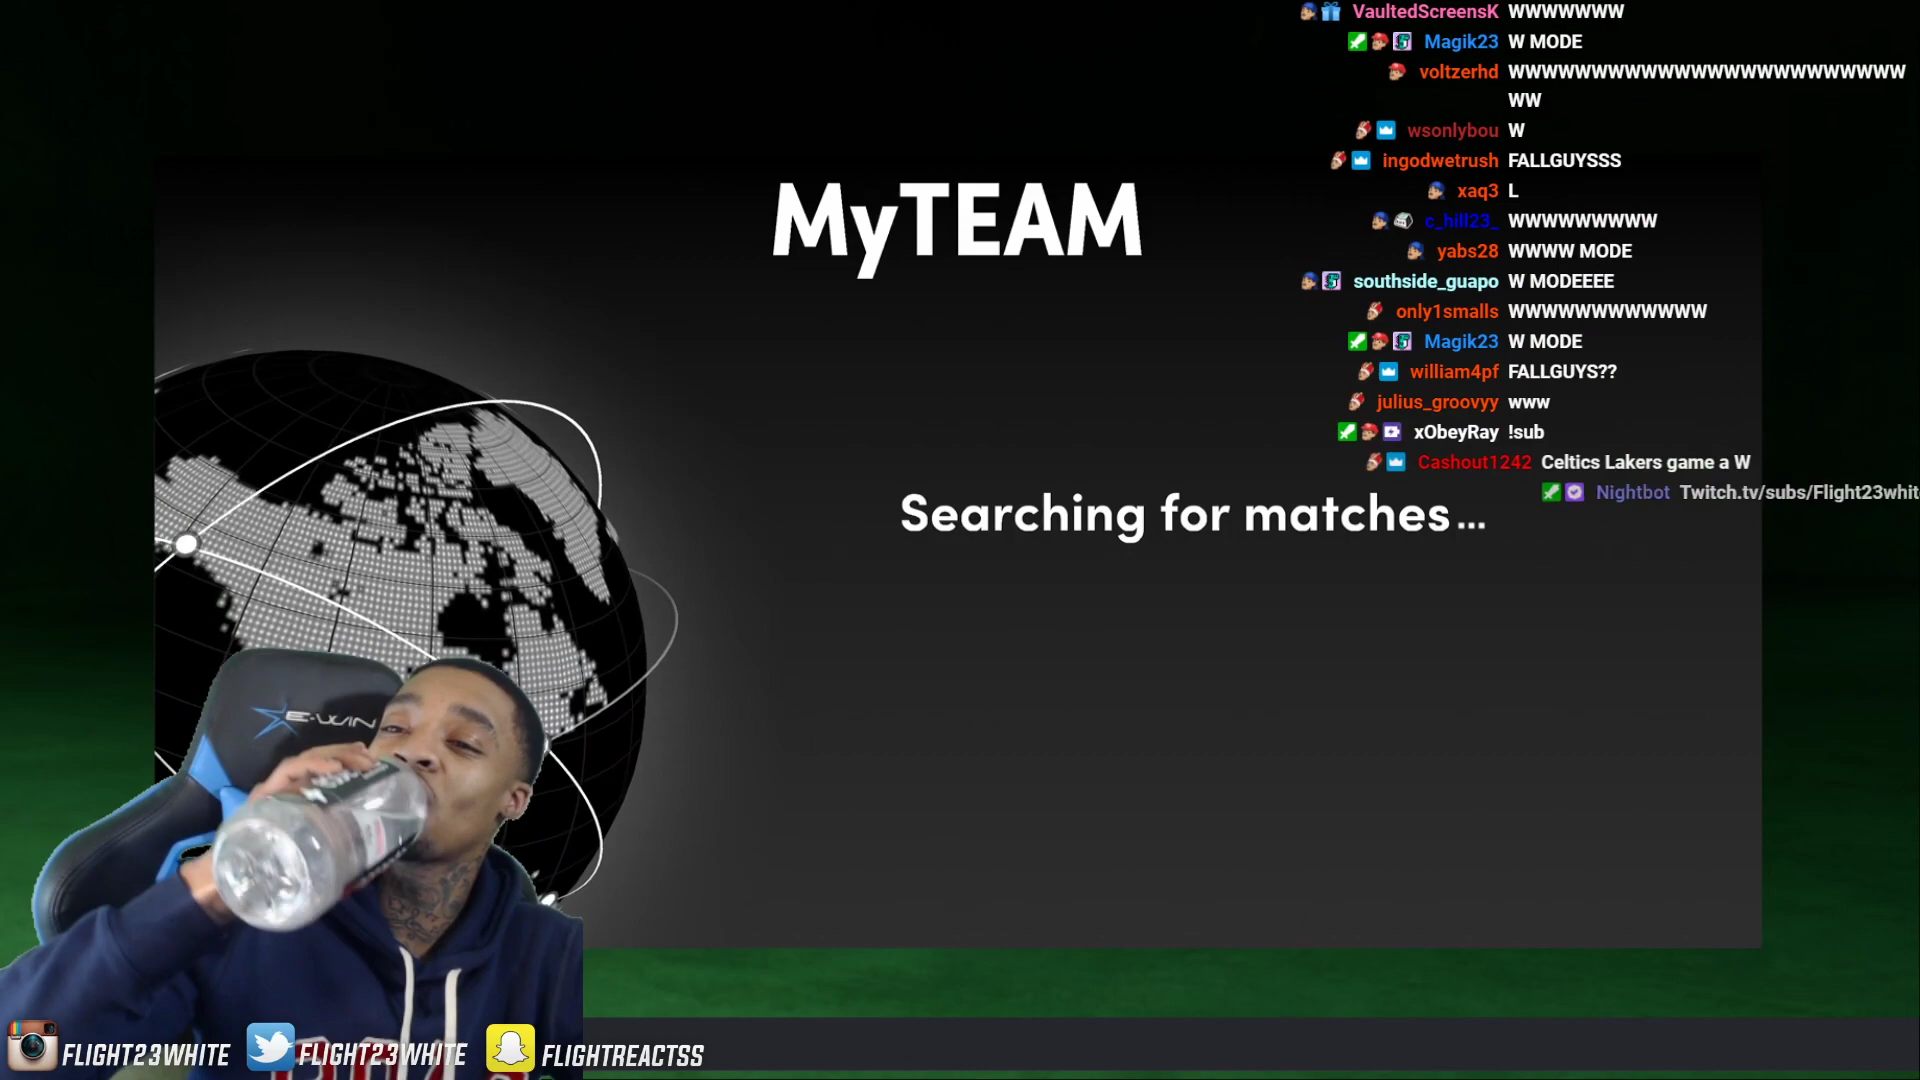 VaultedScreensK WWWWWWW
Magik23 W MODE
voltzerhd WWWWWWWWWWWWWWWWWWWWWWWW
WW
wsonlybou W
ingodwetrush FALLGUYSSS
xaq3 L
c_hill23_ WWWWWWWWW
yabs28 WWWW MODE
southside_guapo W MODEEEE
only1smalls WWWWWWWWWWWW
Magik23 W MODE
william4pf FALLGUYS??
julius_groovyy www
xObeyRay !sub
Cashout1242 Celtics Lakers game a W
Nightbot Twitch.tv/subs/Flight23whit
MyTEAM
Searching for matches...
E-WIN
FLIGHT23WHITE
FLIGHT23WHITE
FLIGHTREACTSS